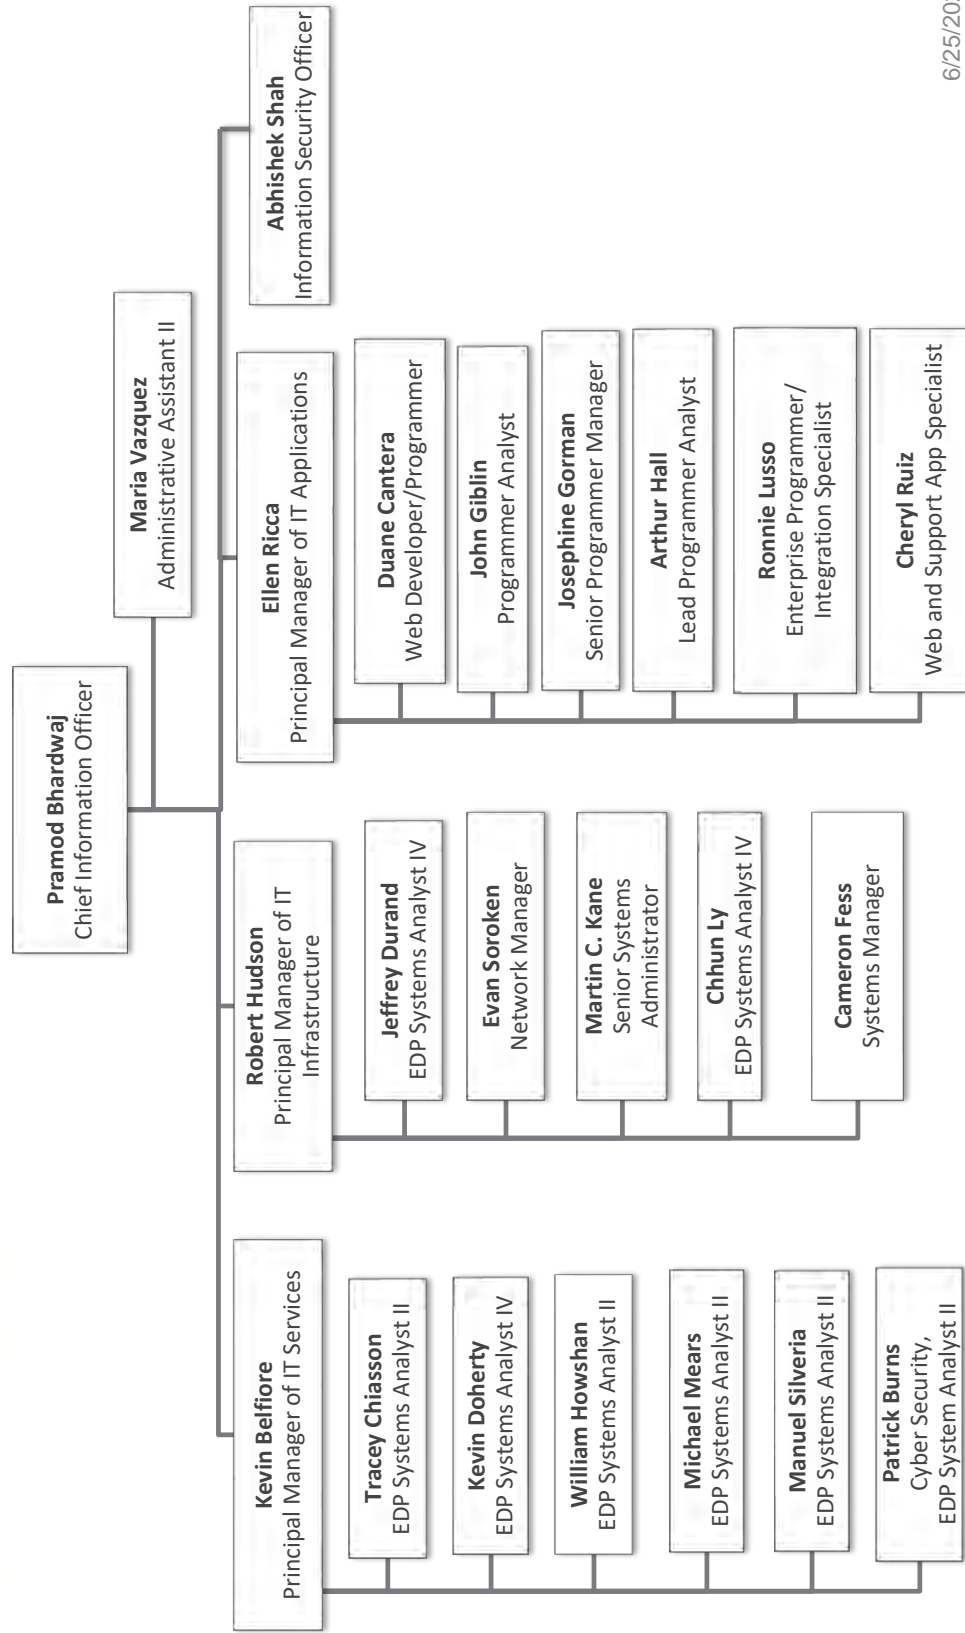 Pramod Bhardwaj
Chief Information Officer
Maria Vazquez
Administrative Assistant II
Kevin Belfiore
Principal Manager of IT Services
Tracey Chiasson
EDP Systems Analyst II
Kevin Doherty
EDP Systems Analyst IV
William Howshan
EDP Systems Analyst II
Michael Mears
EDP Systems Analyst II
Manuel Silveria
EDP Systems Analyst II
Patrick Burns
Cyber Security,
EDP System Analyst II
Robert Hudson
Principal Manager of IT
Infrastructure
Jeffrey Durand
EDP Systems Analyst IV
Evan Soroken
Network Manager
Martin C. Kane
Senior Systems
Administrator
Chhun Ly
EDP Systems Analyst IV
Cameron Fess
Systems Manager
Ellen Ricca
Principal Manager of IT Applications
Duane Cantera
Web Developer/Programmer
John Giblin
Programmer Analyst
Josephine Gorman
Senior Programmer Manager
Arthur Hall
Lead Programmer Analyst
Ronnie Lusso
Enterprise Programmer/
Integration Specialist
Cheryl Ruiz
Web and Support App Specialist
Abhishek Shah
Information Security Officer